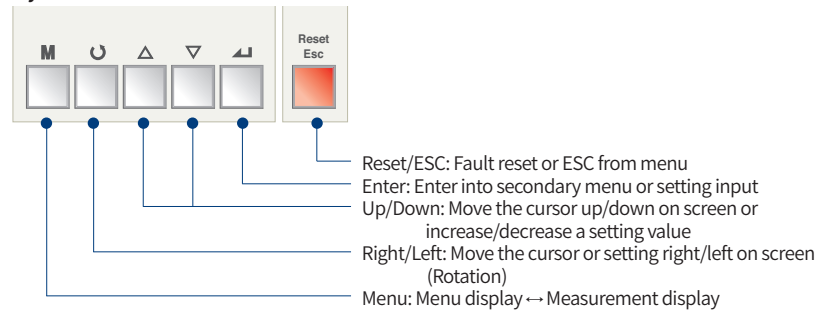 M
Reset
Esc
Reset/ESC: Fault reset or ESC from menu
Enter: Enter into secondary menu or setting input
Up/Down: Move the cursor up/down on screen or
increase/decrease a setting value
Right/Left: Move the cursor or setting right/left on screen
(Rotation)
Menu: Menu display ↔ Measurement display